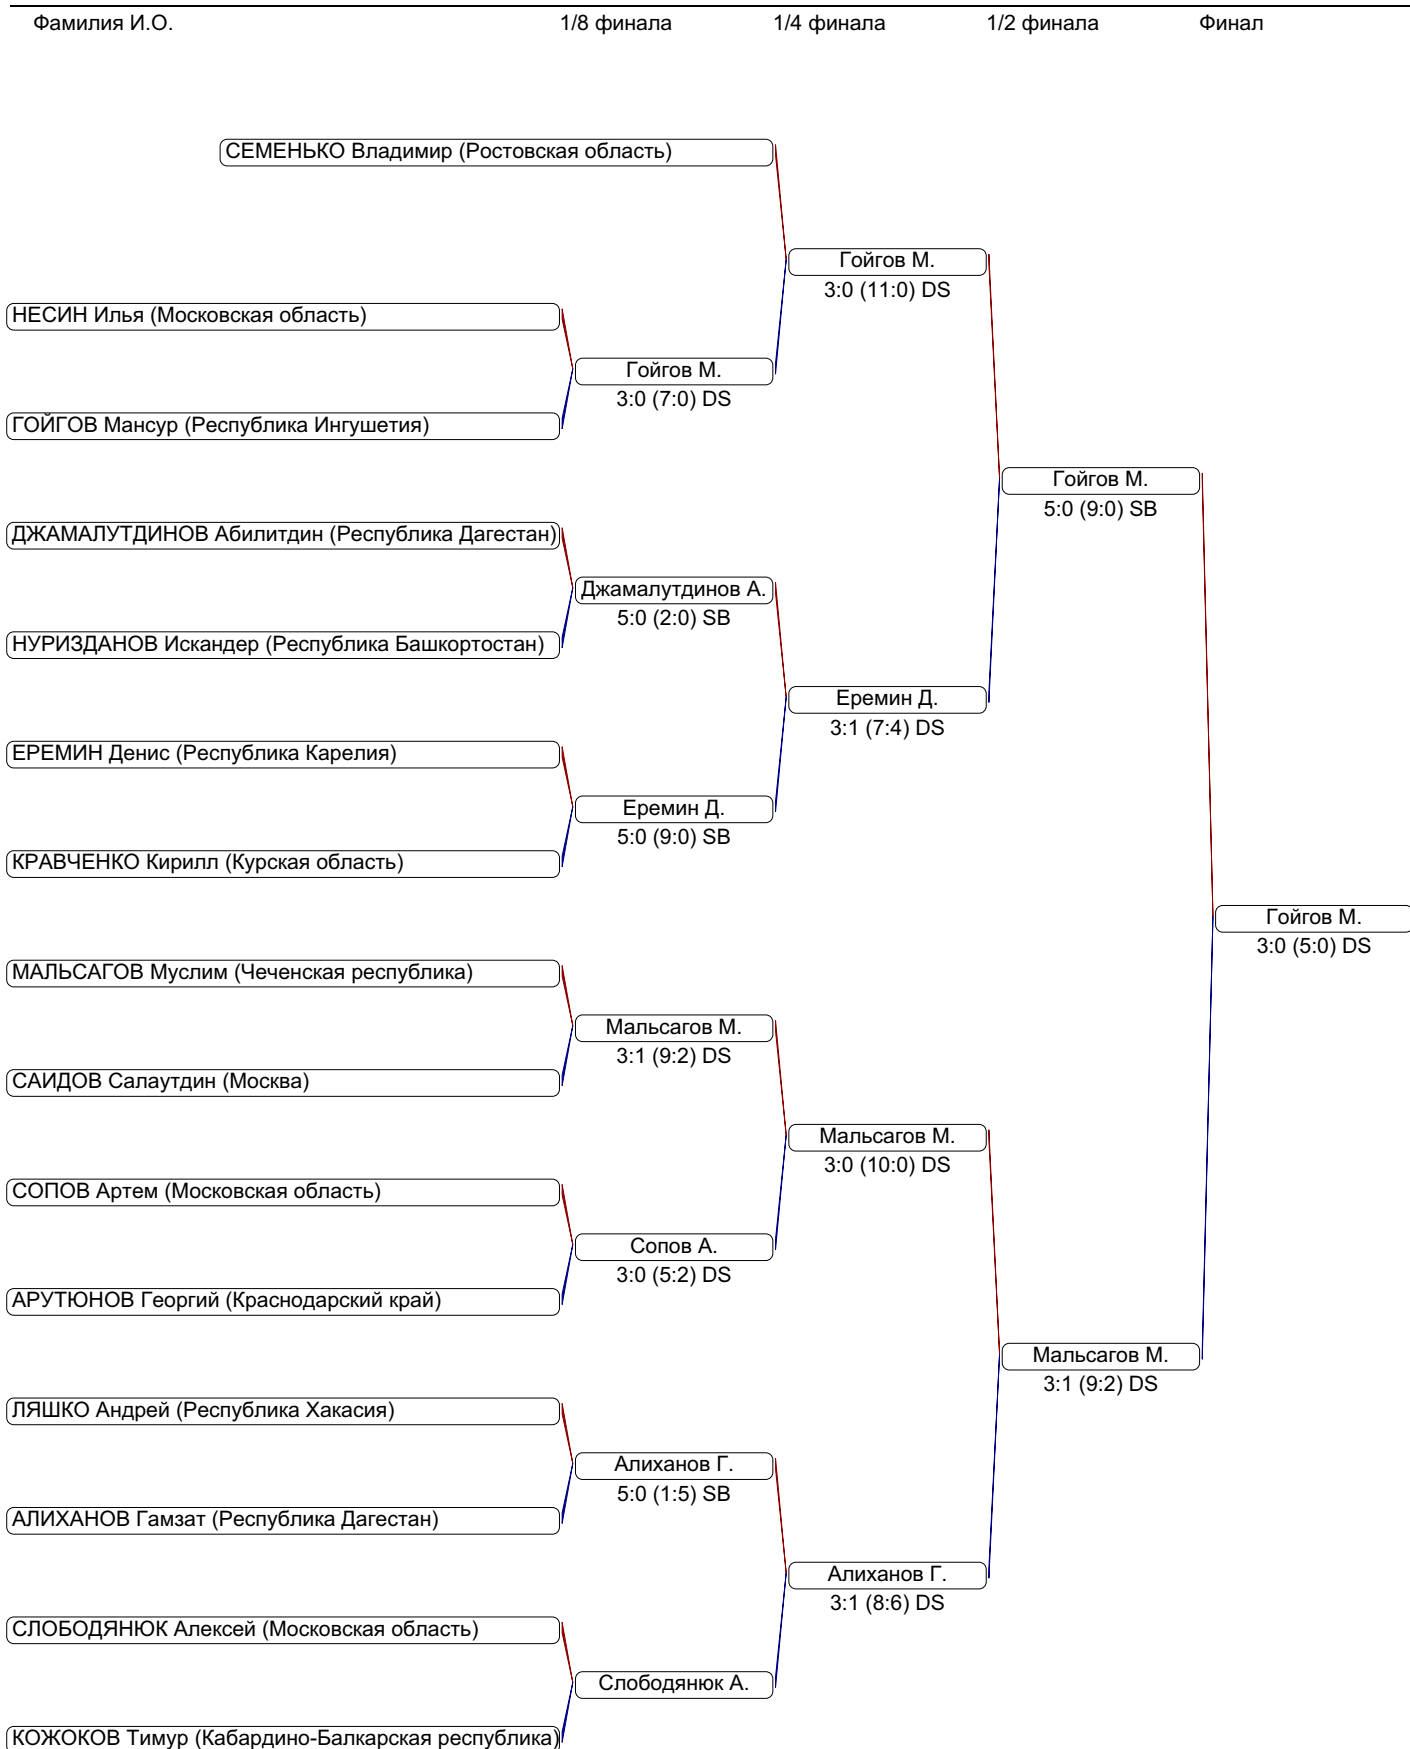 Фамилия И.О. 1/8 финала 1/4 финала 1/2 финала Финал
СЕМЕНЬКО Владимир (Ростовская область)
Гойгов М.
3:0 (11:0) DS
НЕСИН Илья (Московская область)
Гойгов М.
3:0 (7:0) DS
ГОЙГОВ Мансур (Республика Ингушетия)
Гойгов М.
5:0 (9:0) SB
ДЖАМАЛУТДИНОВ Абилитдин (Республика Дагестан)
Джамалутдинов А.
5:0 (2:0) SB
НУРИЗДАНОВ Искандер (Республика Башкортостан)
Еремин Д.
3:1 (7:4) DS
ЕРЕМИН Денис (Республика Карелия)
Еремин Д.
5:0 (9:0) SB
КРАВЧЕНКО Кирилл (Курская область)
Гойгов М.
3:0 (5:0) DS
МАЛЬСАГОВ Муслим (Чеченская республика)
Мальсагов М.
3:1 (9:2) DS
САИДОВ Салаутдин (Москва)
Мальсагов М.
3:0 (10:0) DS
СОПОВ Артем (Московская область)
Сопов А.
3:0 (5:2) DS
АРУТЮНОВ Георгий (Краснодарский край)
Мальсагов М.
3:1 (9:2) DS
ЛЯШКО Андрей (Республика Хакасия)
Алиханов Г.
5:0 (1:5) SB
АЛИХАНОВ Гамзат (Республика Дагестан)
Алиханов Г.
3:1 (8:6) DS
СЛОБОДЯНЮК Алексей (Московская область)
Слободянюк А.
КОЖОКОВ Тимур (Кабардино-Балкарская республика)